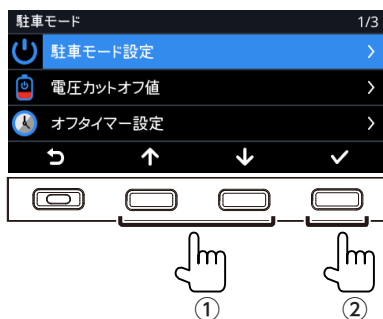 駐車モード 1/3
駐車モード設定
電圧カットオフ値
オフタイマー設定
① ②